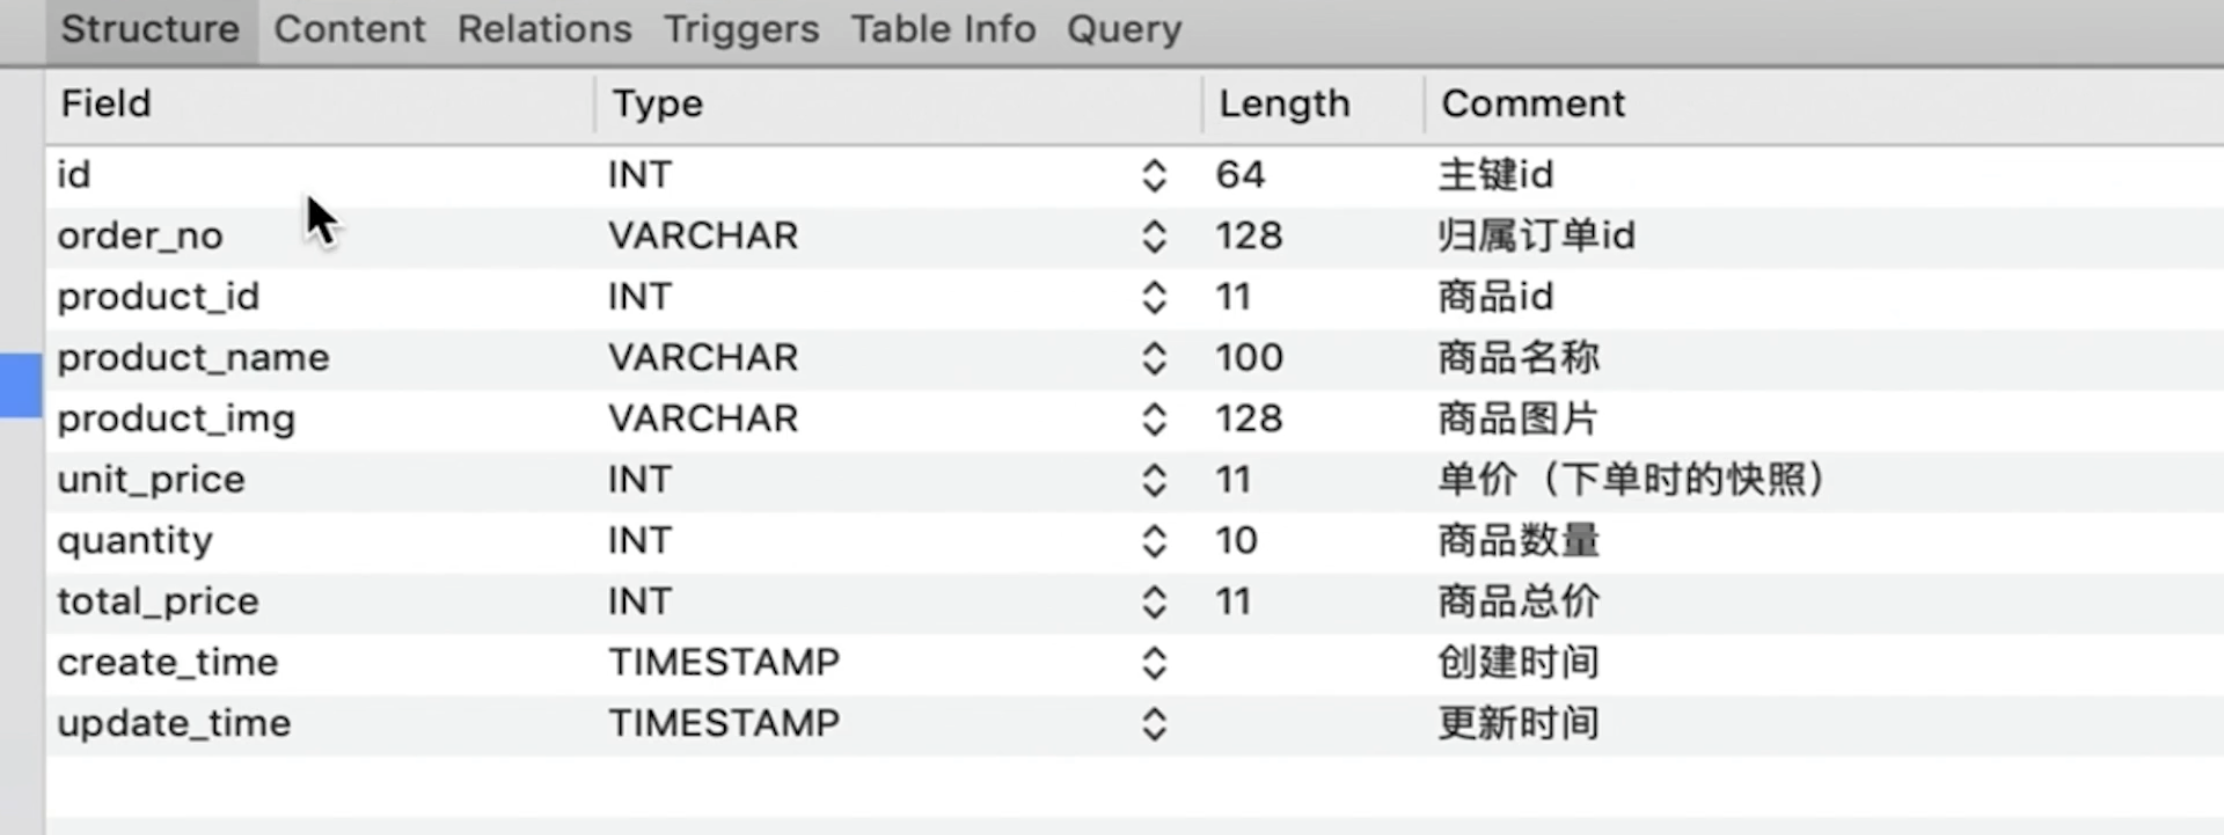 Structure Content Relations Triggers Table Info Query
Field Type Length Comment
id INT 64 主键id
order_no VARCHAR 128 归属订单id
product_id INT 11 商品id
product_name VARCHAR 100 商品名称
product_img VARCHAR 128 商品图片
unit_price INT 11 单价（下单时的快照）
quantity INT 10 商品数量
total_price INT 11 商品总价
create_time TIMESTAMP 创建时间
update_time TIMESTAMP 更新时间